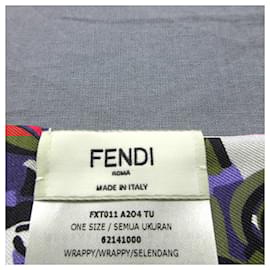 FENDI
ROMA
MADE IN ITALY
FXT011 A204 TU
ONE SIZE / SEMUA UKURAN
62141000
WRAPPY/WRAPPY/SELENDANG